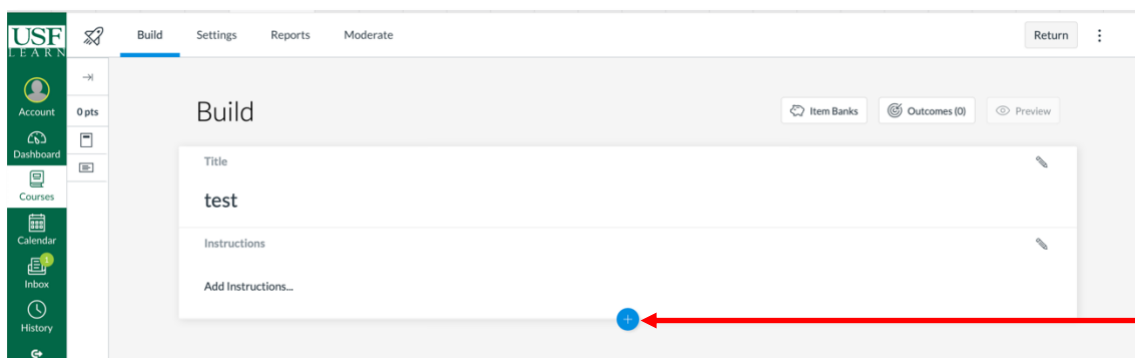 USF
LEARN
Build Settings Reports Moderate Return
Account
0 pts
Build
Item Banks Outcomes (0) Preview
Dashboard
Title
test
Courses
Instructions
Calendar
1
Add Instructions...
Inbox
History